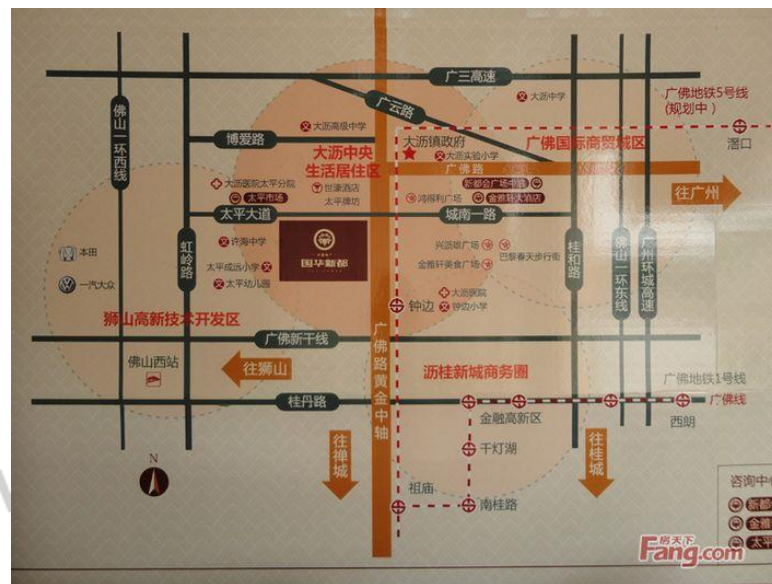 广三高速
广佛地铁5号线
(规划中)
滘口
广云路
大沥中学
佛山一环西线
博爱路
大沥高级中学
大沥镇政府
广佛国际商贸城区
大沥实验小学
大沥中央
生活居住区
广佛路
往广州
大沥医院太平分院
太平市场
世濠酒店
太平牌坊
新都会广场中心
鸿得利广场
金雅轩大酒店
太平大道
城南一路
许海中学
国华新都
兴沥雄广场
巴黎春天步行街
虹岭路
桂和路
佛山一环东线
广州环城高速
本田
太平成远小学
金雅轩美食广场
一汽大众
太平幼儿园
大沥医院
钟边
钟边小学
狮山高新技术开发区
广佛新干线
广佛路黄金中轴
佛山西站
往狮山
沥桂新城商务圈
广佛地铁1号线
桂丹路
广佛线
金融高新区
西朗
千灯湖
往禅城
往桂城
N
祖庙
南桂路
咨询中心
新都
金雅
太平
房天下
Fang.com